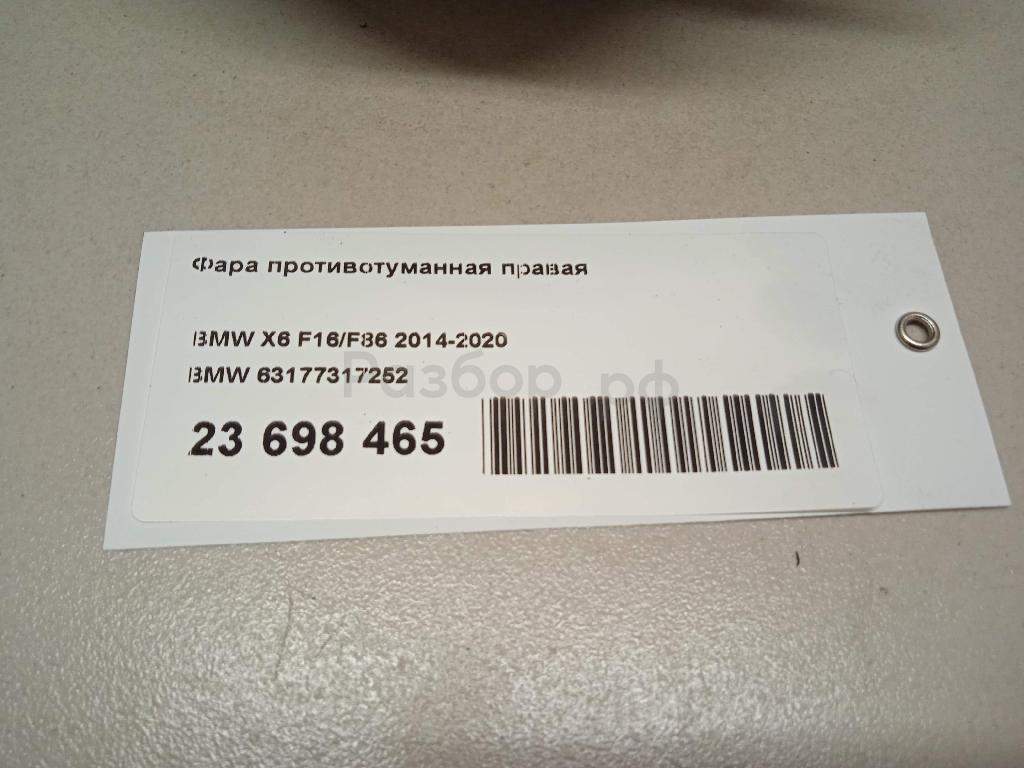 Фара противотуманная правая
BMW X6 F16/F86 2014-2020
BMW 63177317252
Разбор.рф
23 698 465